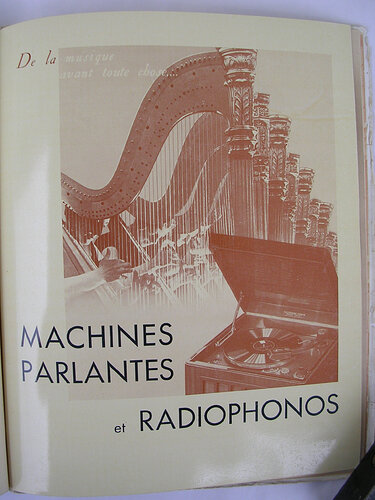 De la musique
avant toute chose...
MACHINES
PARLANTES
et RADIOPHONOS